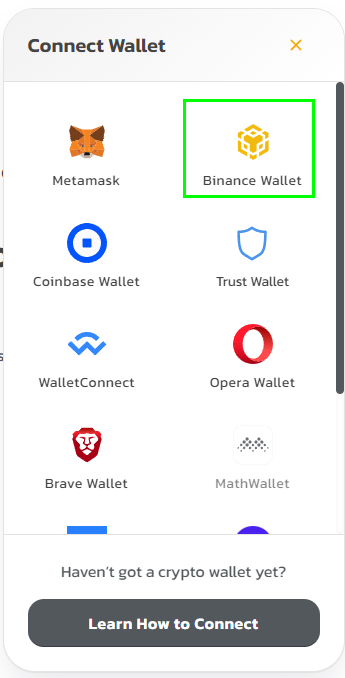 Connect Wallet
Metamask
Binance Wallet
Coinbase Wallet
Trust Wallet
WalletConnect
Opera Wallet
Brave Wallet
MathWallet
Haven't got a crypto wallet yet?
Learn How to Connect